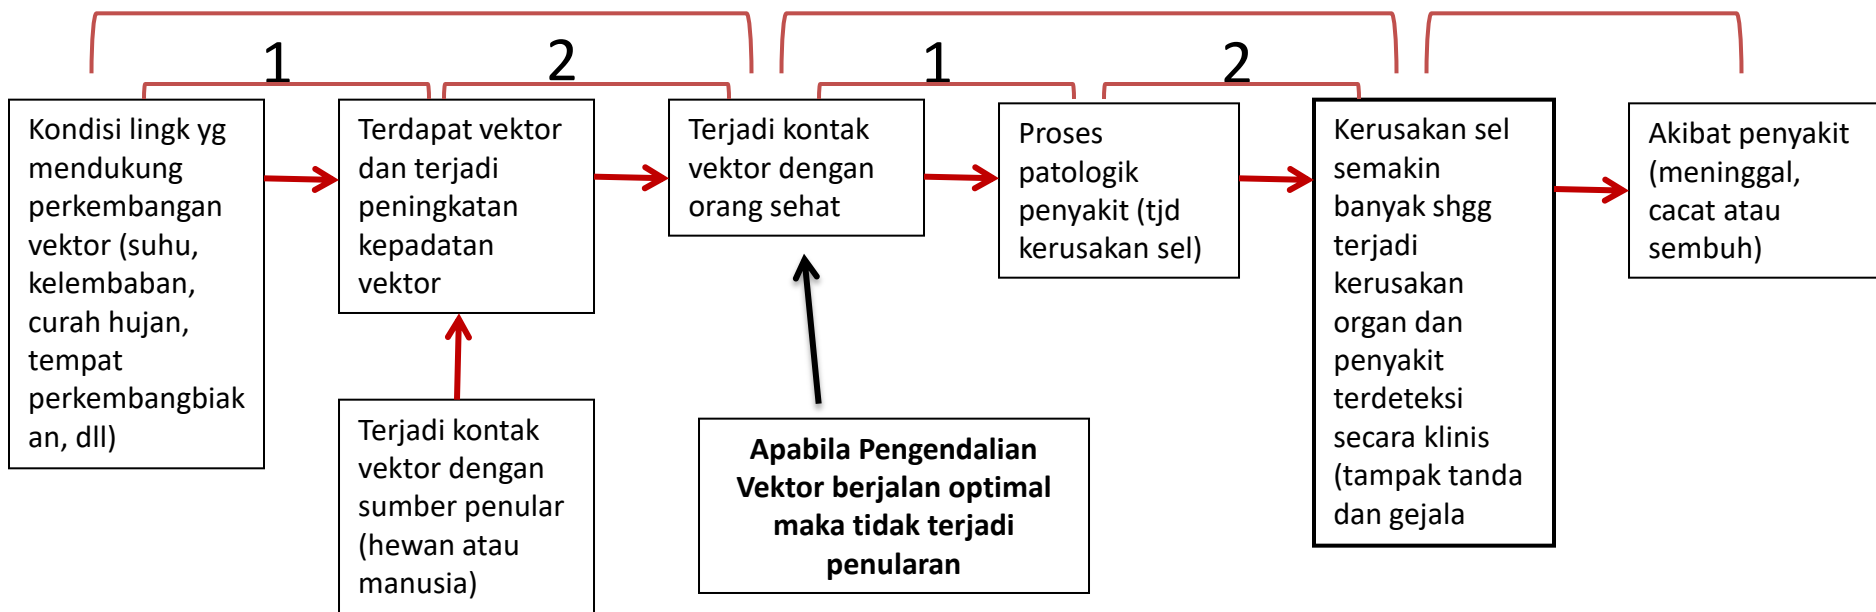 1
2
1
2
Kondisi lingk yg
mendukung
perkembangan
vektor (suhu,
kelembaban,
curah hujan,
tempat
perkembangbiak
an, dll)
Terdapat vektor
dan terjadi
peningkatan
kepadatan
vektor
Terjadi kontak
vektor dengan
orang sehat
Proses
patologik
penyakit (tjd
kerusakan sel)
Kerusakan sel
semakin
banyak shgg
terjadi
kerusakan
organ dan
penyakit
terdeteksi
secara klinis
(tampak tanda
dan gejala
Akibat penyakit
(meninggal,
cacat atau
sembuh)
Terjadi kontak
vektor dengan
sumber penular
(hewan atau
manusia)
Apabila Pengendalian
Vektor berjalan optimal
maka tidak terjadi
penularan